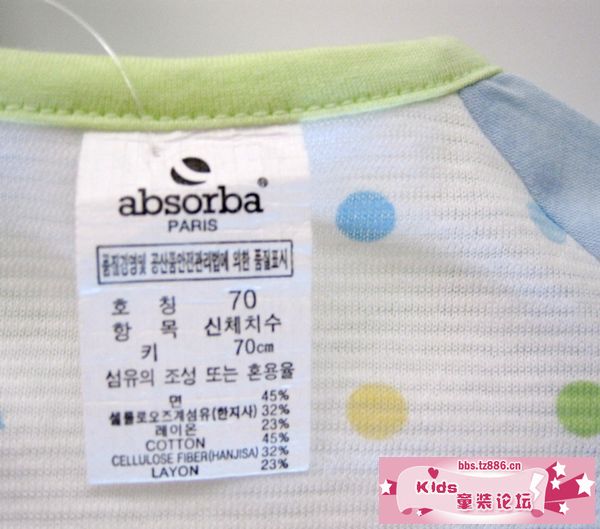 absorba®
PARIS
품질경영및 공산품안전관리법에 의한 품질표시
호 칭 70
항 목 신체치수
키 70cm
섬유의 조성 또는 혼용율
면 45%
셀룰로오즈계섬유(한지사) 32%
레이온 23%
COTTON 45%
CELLULOSE FIBER(HANJISA) 32%
LAYON 23%
bbs.tz886.cn
Kids
童装论坛